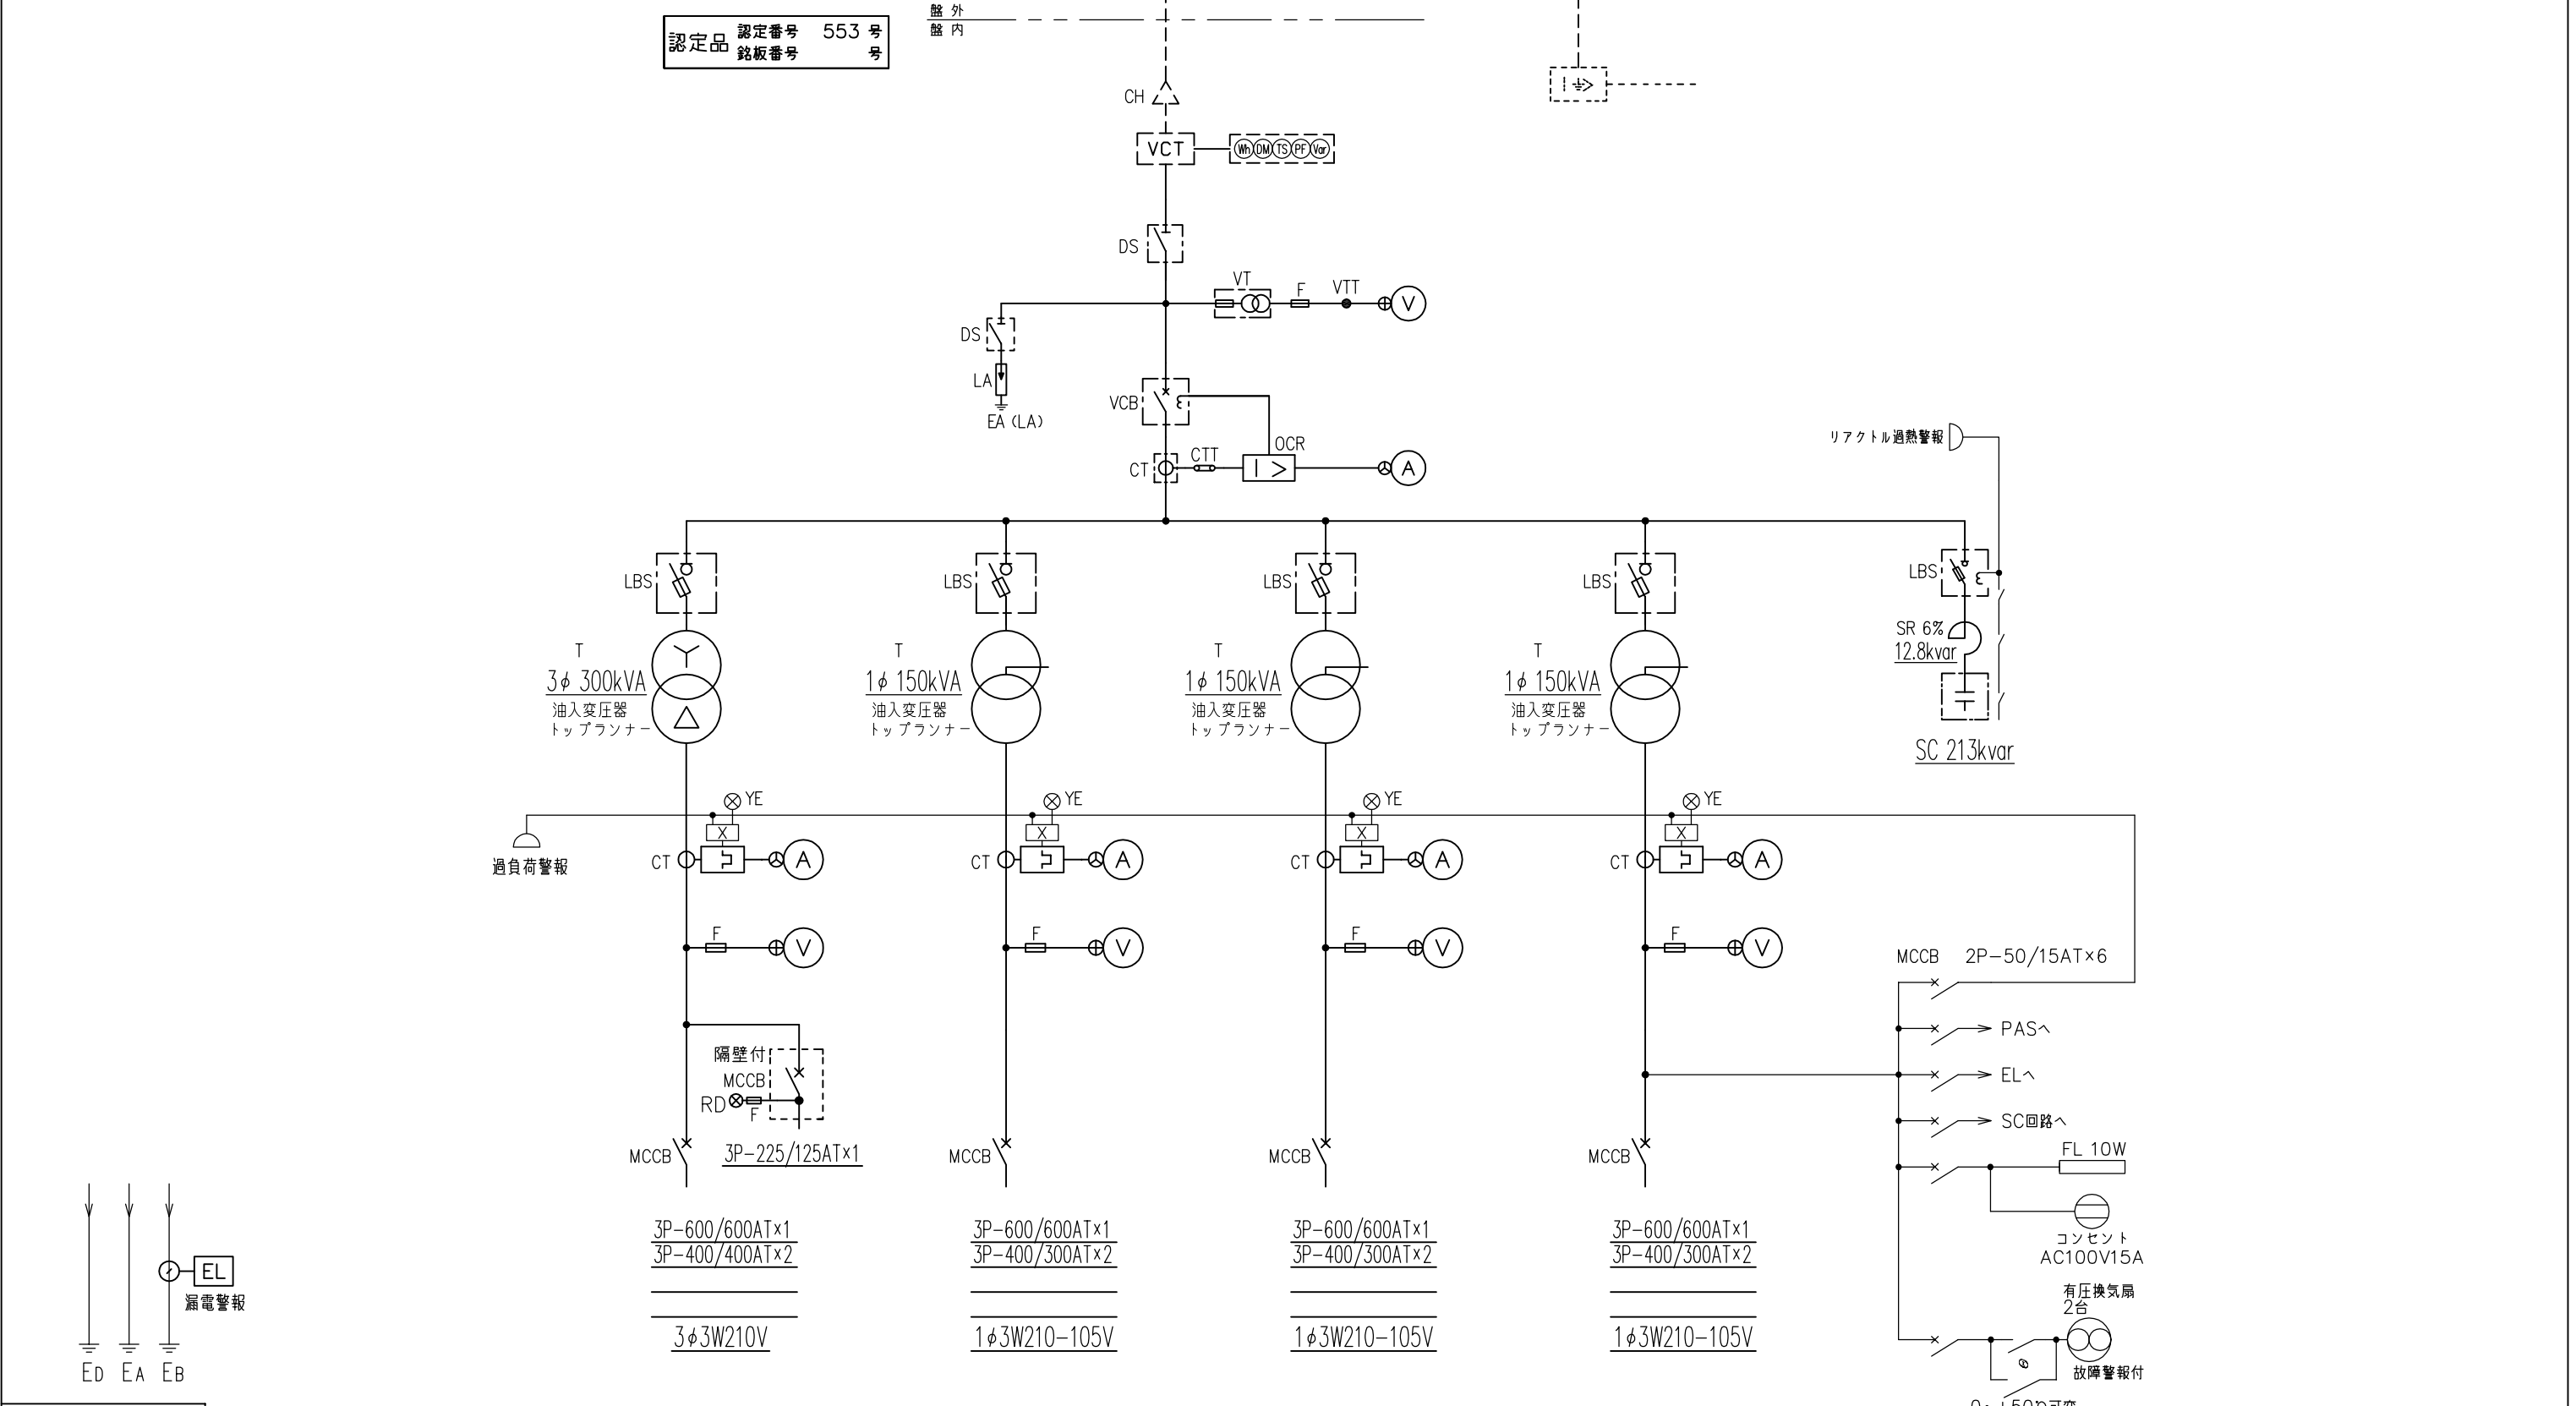 認定品
認定番号 553 号
銘板番号 号
盤外
盤内
CH
VCT
Wh DM TS PF Var
I >
DS
VT
F
VTT
V
DS
LA
EA (LA)
VCB
OCR
CTT
CT
I >
A
リアクトル過熱警報
LBS
LBS
LBS
LBS
LBS
SR 6%
12.8kvar
SC 213kvar
T
3φ 300kVA
油入変圧器
トップランナー
T
1φ 150kVA
油入変圧器
トップランナー
T
1φ 150kVA
油入変圧器
トップランナー
T
1φ 150kVA
油入変圧器
トップランナー
過負荷警報
YE
X
CT
A
F
V
YE
X
CT
A
F
V
YE
X
CT
A
F
V
YE
X
CT
A
F
V
隔壁付
MCCB
RD
F
3P-225/125AT×1
MCCB
3P-600/600AT×1
3P-400/400AT×2
3φ3W210V
MCCB
3P-600/600AT×1
3P-400/300AT×2
1φ3W210-105V
MCCB
3P-600/600AT×1
3P-400/300AT×2
1φ3W210-105V
MCCB
3P-600/600AT×1
3P-400/300AT×2
1φ3W210-105V
MCCB 2P-50/15AT×6
PASへ
ELへ
SC回路へ
FL 10W
コンセント
AC100V15A
有圧換気扇
2台
θ
故障警報付
EL
漏電警報
ED
EA
EB